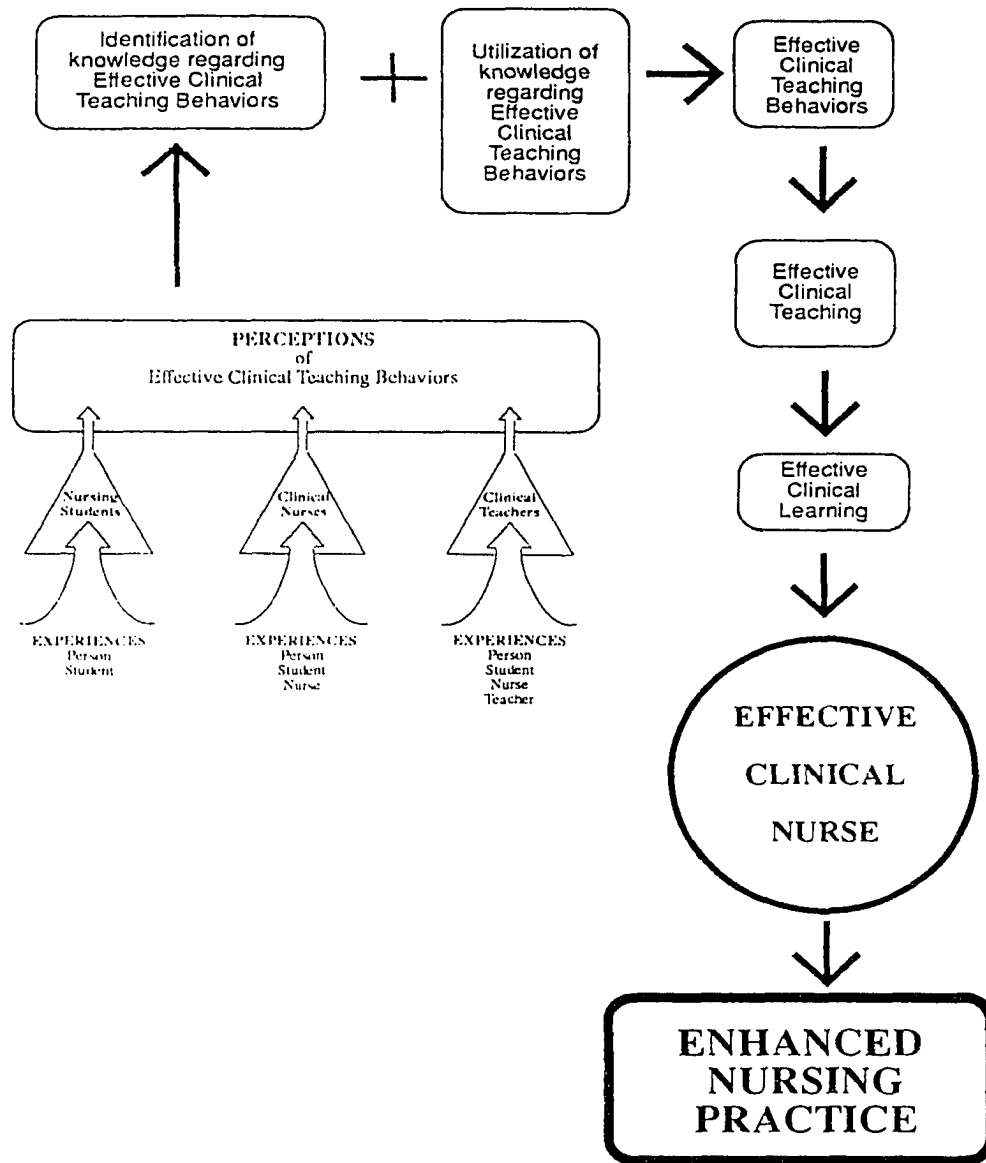 Identification of
knowledge regarding
Effective Clinical
Teaching Behaviors
Utilization of
knowledge
regarding
Effective
Clinical
Teaching
Behaviors
Effective
Clinical
Teaching
Behaviors
Effective
Clinical
Teaching
Effective
Clinical
Learning
EFFECTIVE
CLINICAL
NURSE
ENHANCED
NURSING
PRACTICE
PERCEPTIONS
of
Effective Clinical Teaching Behaviors
Nursing
Students
Clinical
Nurses
Clinical
Teachers
EXPERIENCES
Person
Student
EXPERIENCES
Person
Student
Nurse
EXPERIENCES
Person
Student
Nurse
Teacher